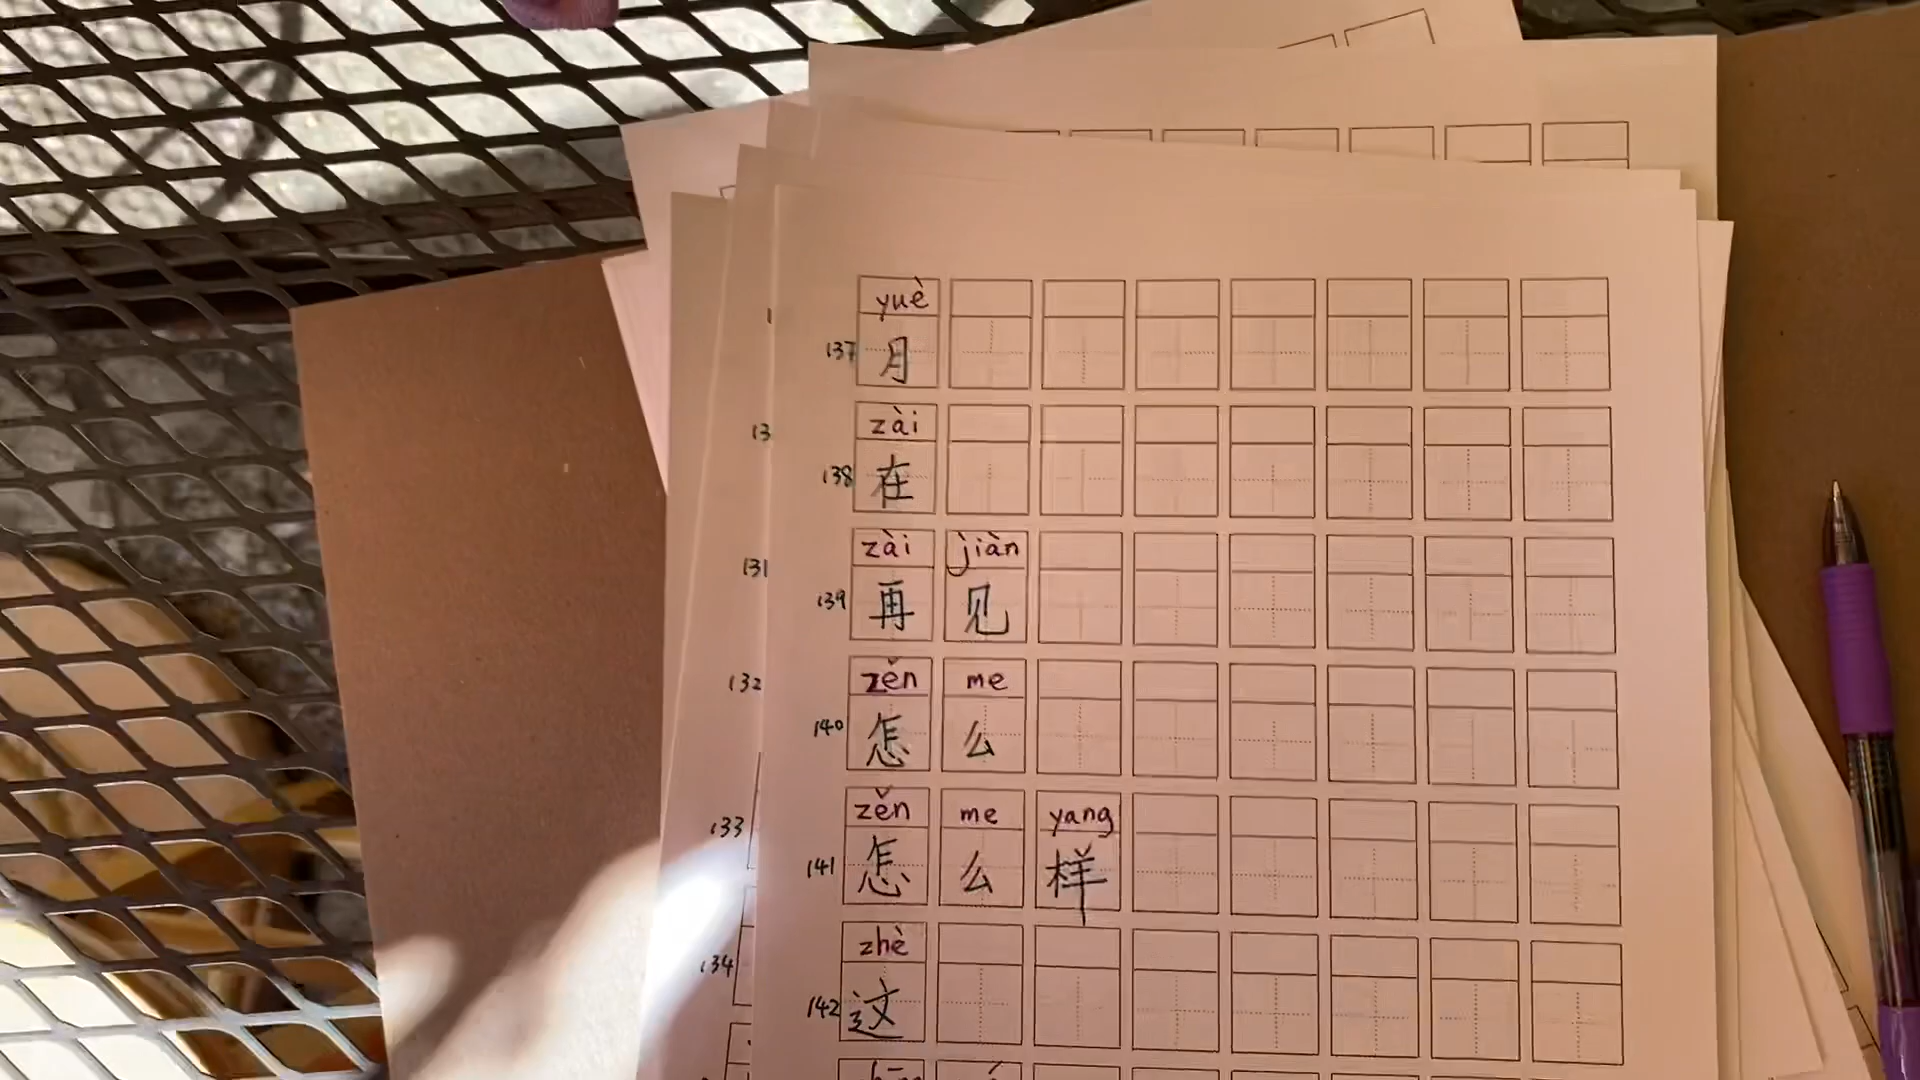 yuè
137 月
zài
138 在
zài jiàn
139 再 见
zěn me
140 怎 么
zěn me yang
141 怎 么 样
zhè
142 这
131
132
133
134